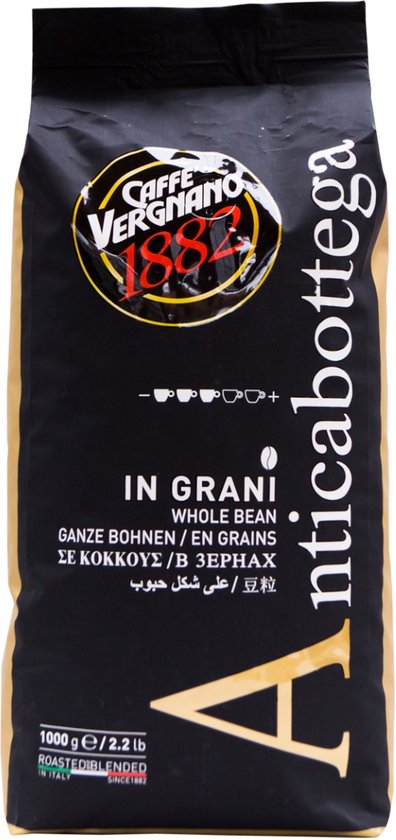 CAFFÈ
VERGNANO
1882
Anticabottega
– +
IN GRANI
WHOLE BEAN
GANZE BOHNEN / EN GRAINS
ΣΕ ΚΟΚΚΟΥΣ / В ЗЕРНАХ
على شكل حبوب / 豆粒
1000 g ℮ / 2.2 lb
ROASTED&BLENDED
IN ITALY SINCE1882